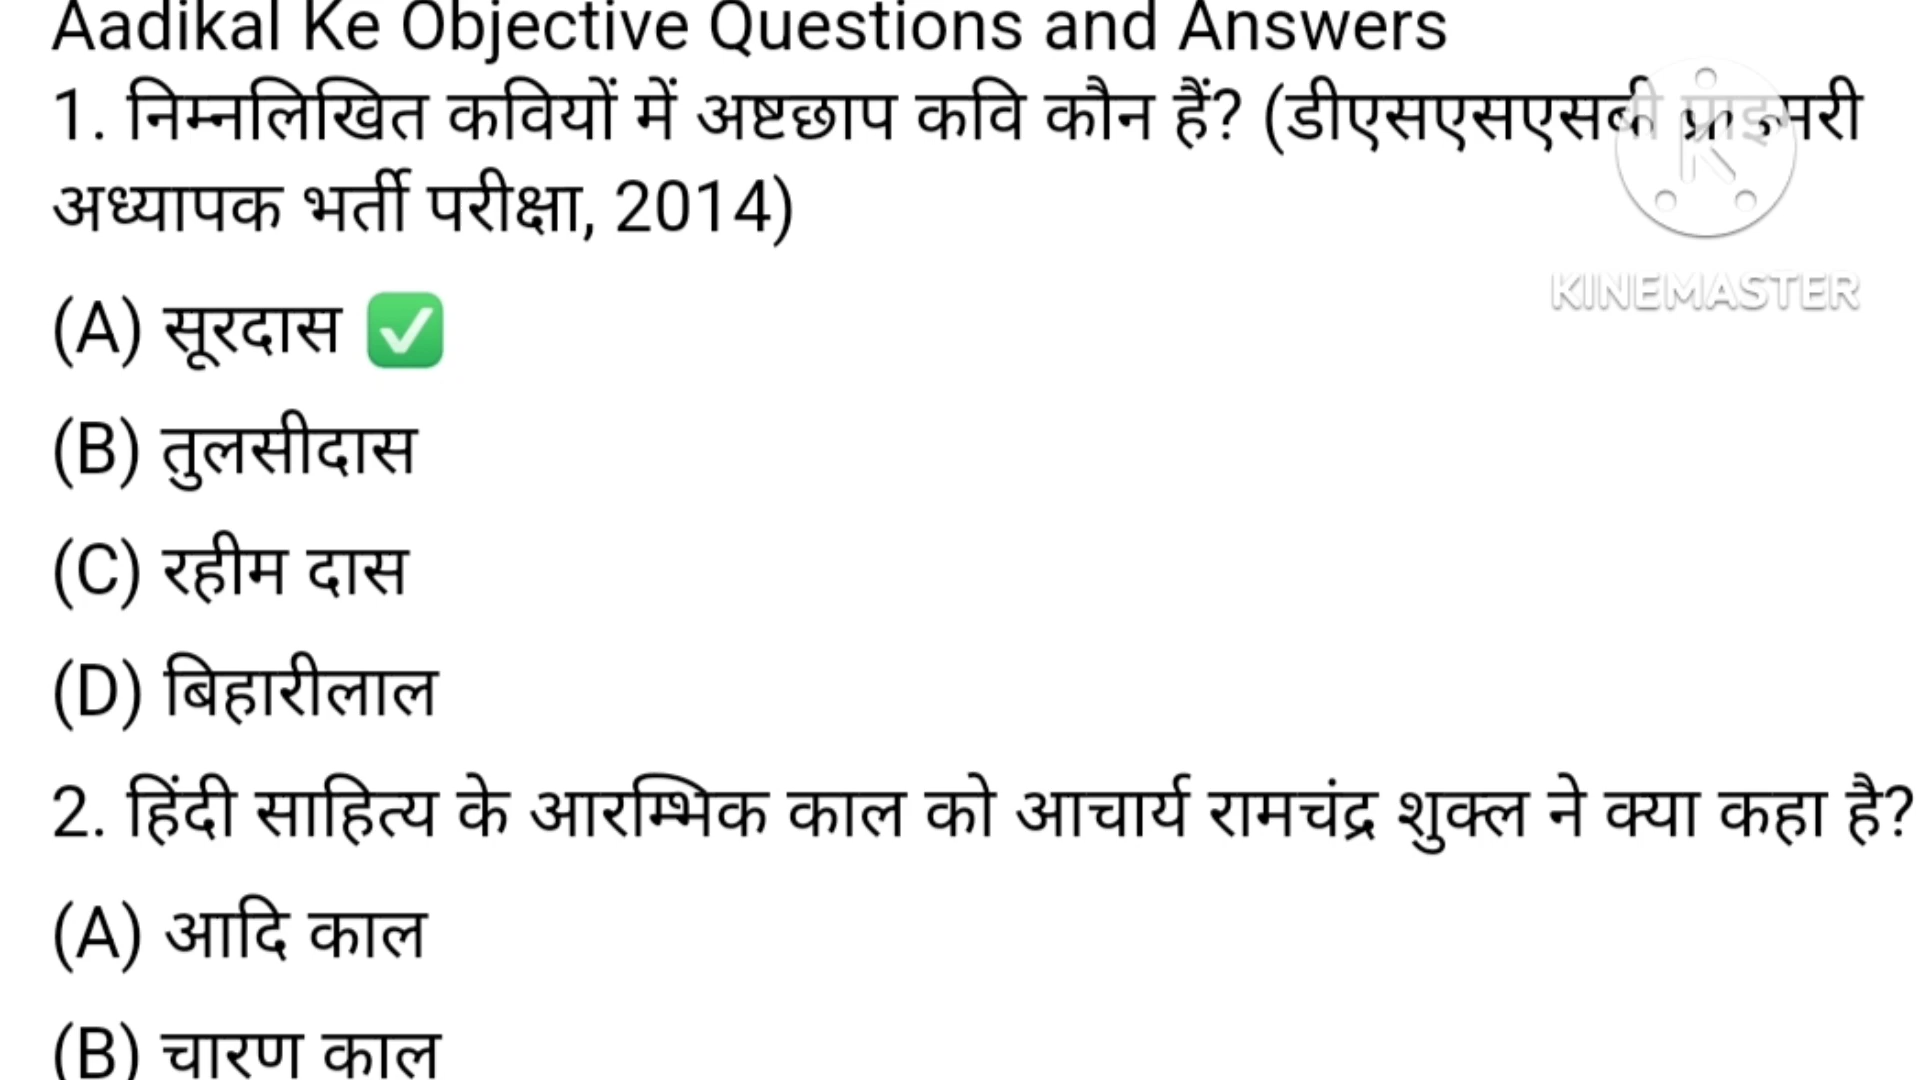 Aadikal Ke Objective Questions and Answers
1. निम्नलिखित कवियों में अष्टछाप कवि कौन हैं? (डीएसएसएसबी प्राइमरी
अध्यापक भर्ती परीक्षा, 2014)
KINEMASTER
(A) सूरदास ✅
(B) तुलसीदास
(C) रहीम दास
(D) बिहारीलाल
2. हिंदी साहित्य के आरम्भिक काल को आचार्य रामचंद्र शुक्ल ने क्या कहा है?
(A) आदि काल
(B) चारण काल